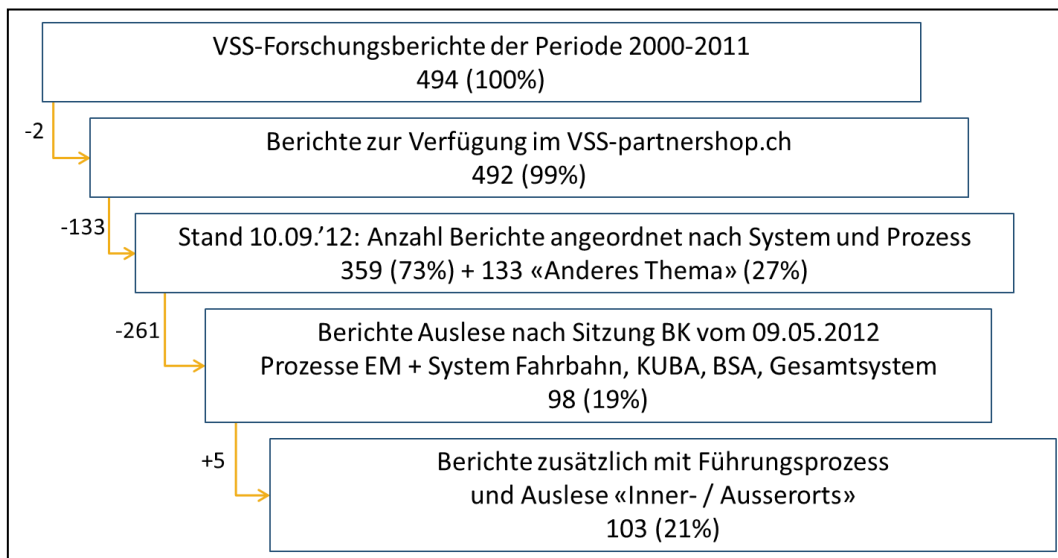 VSS-Forschungsberichte der Periode 2000-2011
494 (100%)
-2
Berichte zur Verfügung im VSS-partnershop.ch
492 (99%)
-133
Stand 10.09.’12: Anzahl Berichte angeordnet nach System und Prozess
359 (73%) + 133 «Anderes Thema» (27%)
-261
Berichte Auslese nach Sitzung BK vom 09.05.2012
Prozesse EM + System Fahrbahn, KUBA, BSA, Gesamtsystem
98 (19%)
+5
Berichte zusätzlich mit Führungsprozess
und Auslese «Inner- / Ausserorts»
103 (21%)